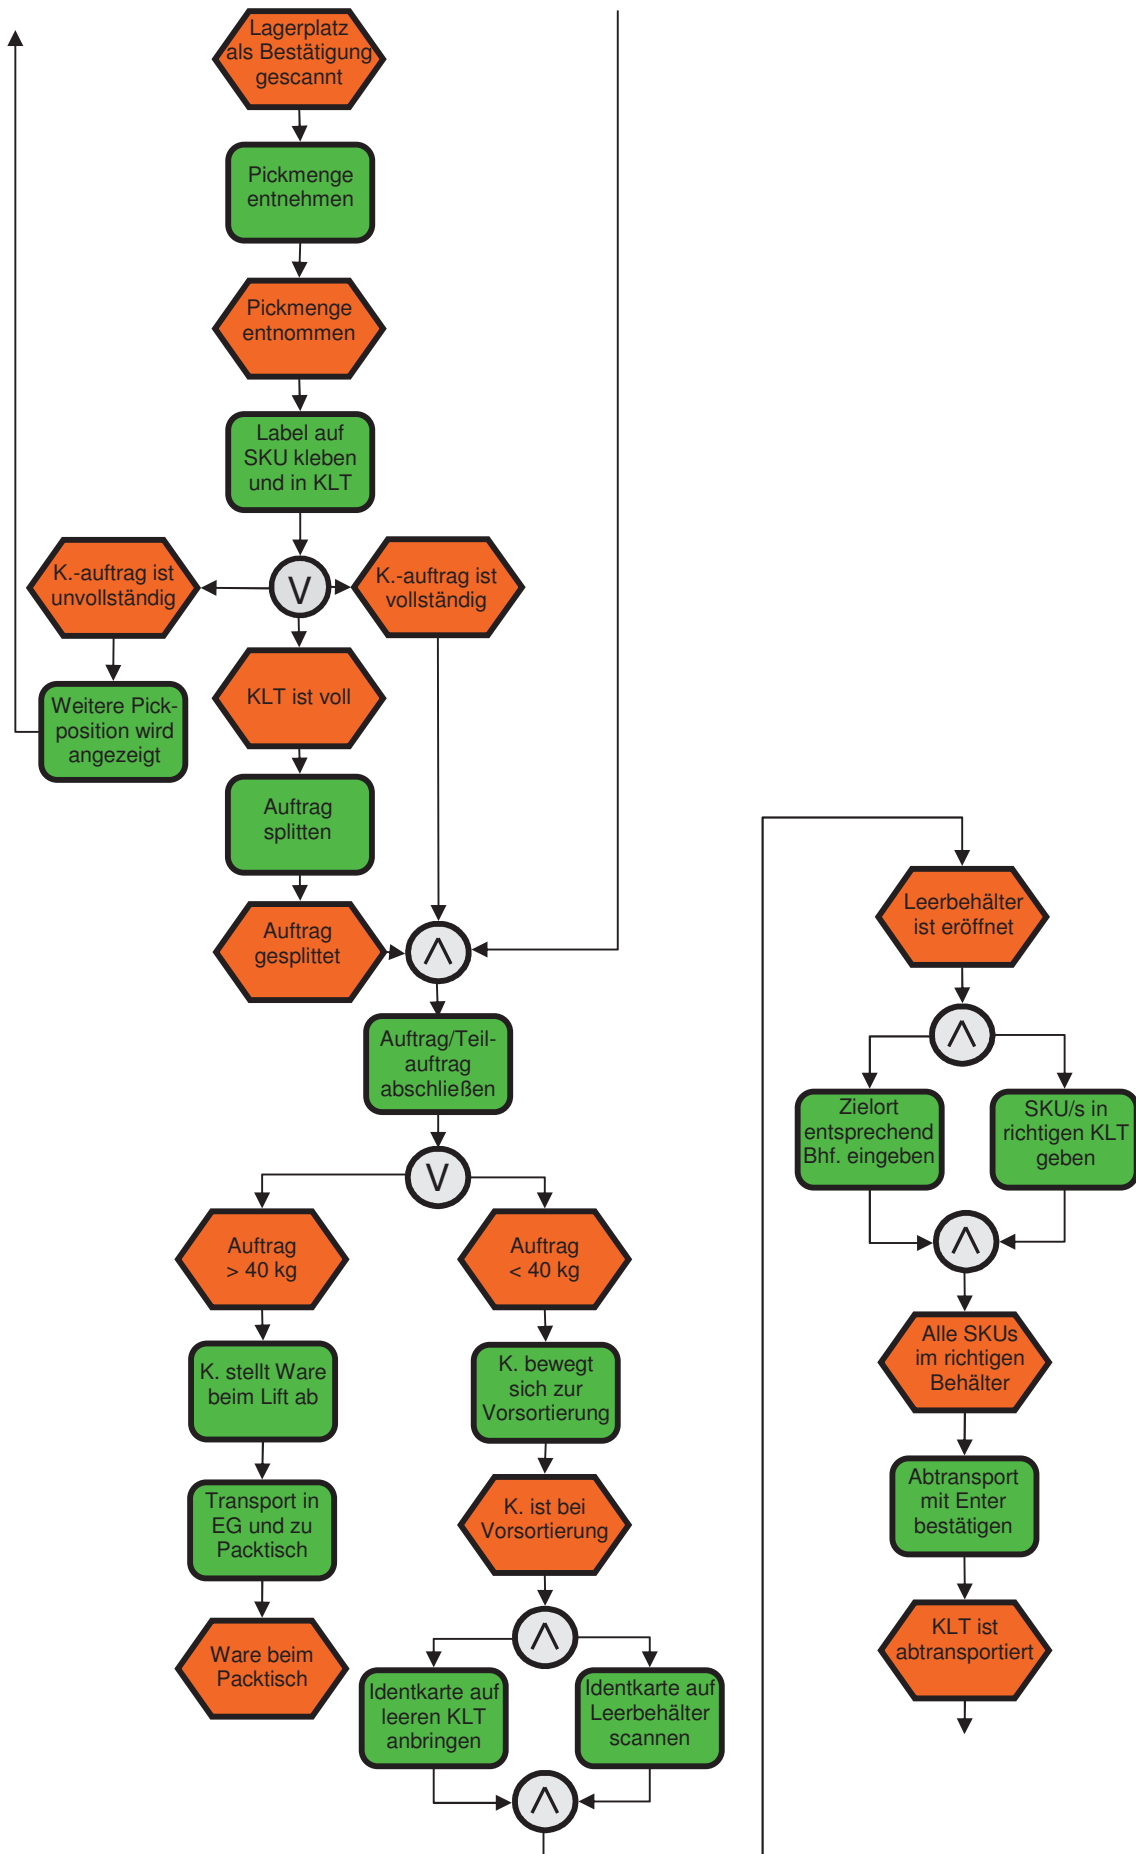 Lagerplatz
als Bestätigung
gescannt
Pickmenge
entnehmen
Pickmenge
entnommen
Label auf
SKU kleben
und in KLT
K.-auftrag ist
unvollständig
V
K.-auftrag ist
vollständig
KLT ist voll
Weitere Pick-
position wird
angezeigt
Auftrag
splitten
Auftrag
gesplittet
Λ
Auftrag/Teil-
auftrag
abschließen
V
Auftrag
> 40 kg
Auftrag
< 40 kg
K. stellt Ware
beim Lift ab
K. bewegt
sich zur
Vorsortierung
Transport in
EG und zu
Packtisch
K. ist bei
Vorsortierung
Ware beim
Packtisch
Λ
Identkarte auf
leeren KLT
anbringen
Identkarte auf
Leerbehälter
scannen
Λ
Leerbehälter
ist eröffnet
Λ
Zielort
entsprechend
Bhf. eingeben
SKU/s in
richtigen KLT
geben
Λ
Alle SKUs
im richtigen
Behälter
Abtransport
mit Enter
bestätigen
KLT ist
abtransportiert